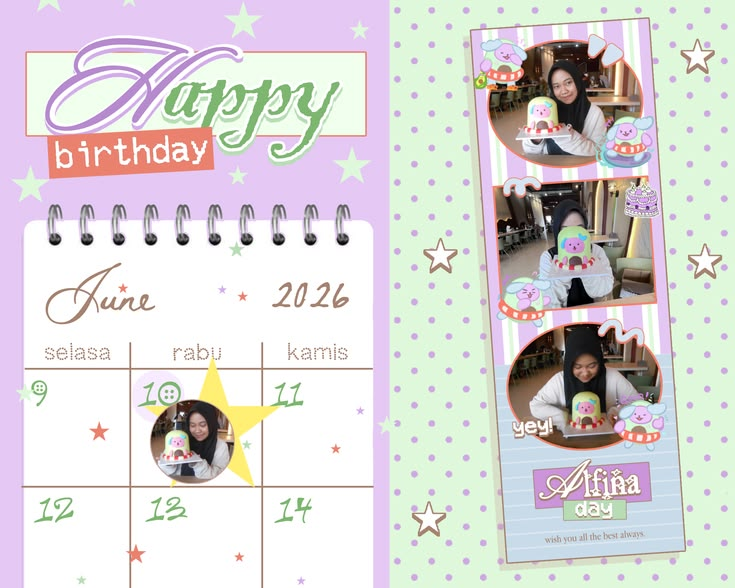 Happy
birthday
June 2026
selasa rabu kamis
9 10 11
12 13 14
yey!
Alfina
day
wish you all the best always.